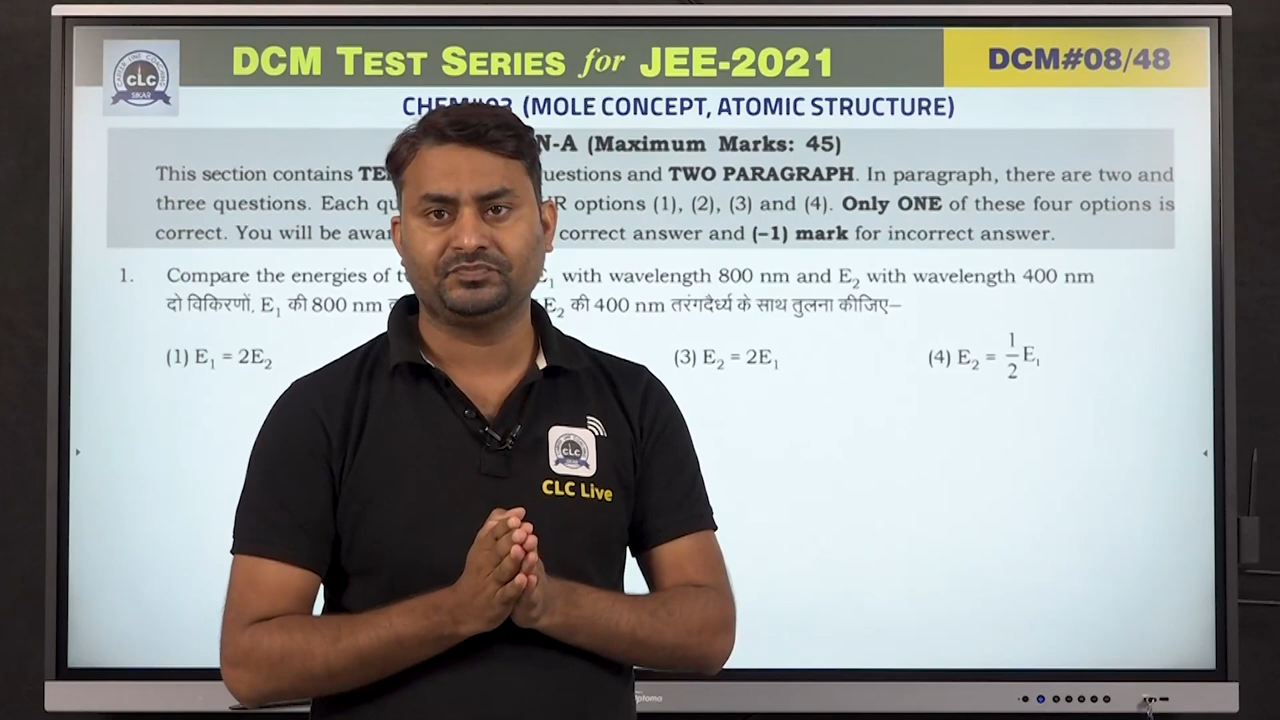 DCM TEST SERIES for JEE-2021
DCM#08/48
CLC
SIKAR
(MOLE CONCEPT, ATOMIC STRUCTURE)
N-A (Maximum Marks: 45)
This section contains and TWO PARAGRAPH. In paragraph, there are two and
three questions. Each options (1), (2), (3) and (4). Only ONE of these four options is
correct. You will be correct answer and (−1) mark for incorrect answer.
1. Compare the energies of with wavelength 800 nm and E₂ with wavelength 400 nm
दो विकिरणों, E₁ की 800 nm E₂ की 400 nm तरंगदैर्ध्य के साथ तुलना कीजिए–
(1) E₁ = 2E₂ (3) E₂ = 2E₁ (4) E₂ = 1/2 E₁
CLC
CLC Live